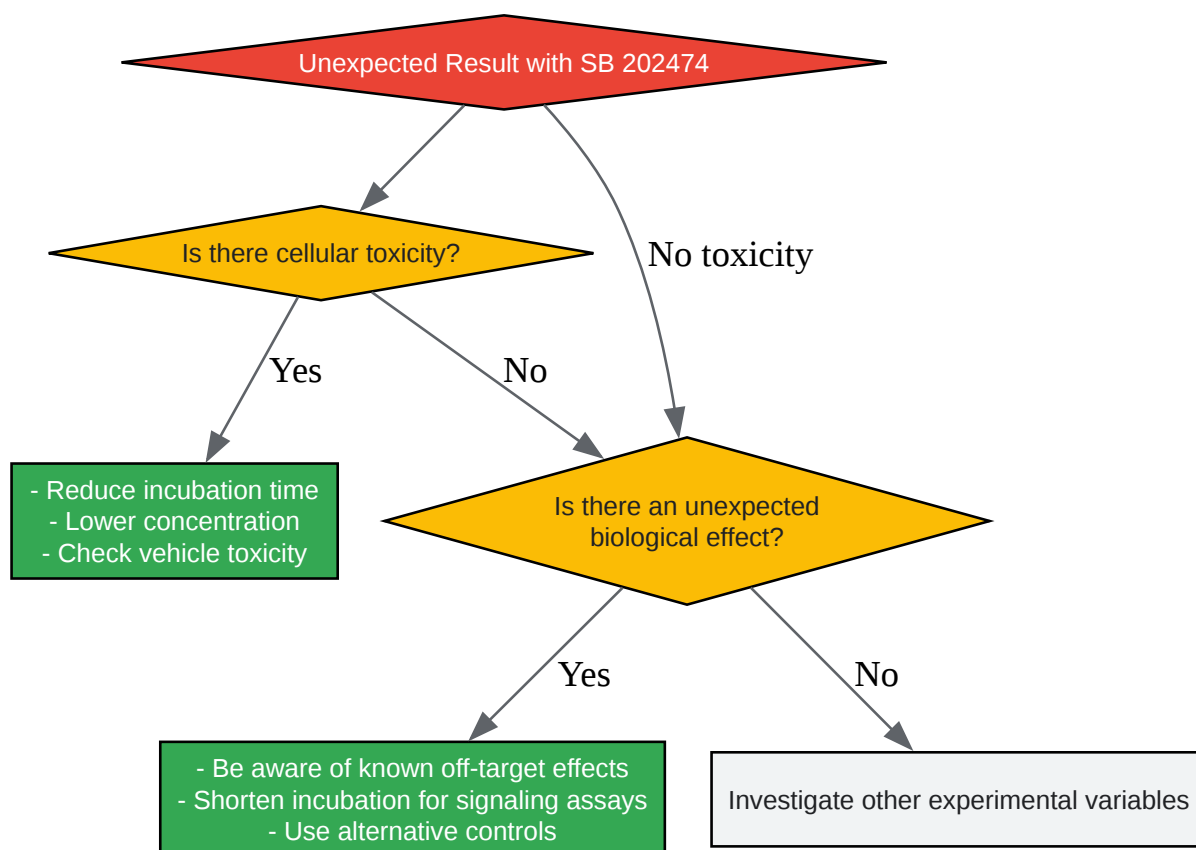 Unexpected Result with SB 202474
Is there cellular toxicity?
No toxicity
Yes
No
- Reduce incubation time
- Lower concentration
- Check vehicle toxicity
Is there an unexpected
biological effect?
Yes
No
- Be aware of known off-target effects
- Shorten incubation for signaling assays
- Use alternative controls
Investigate other experimental variables